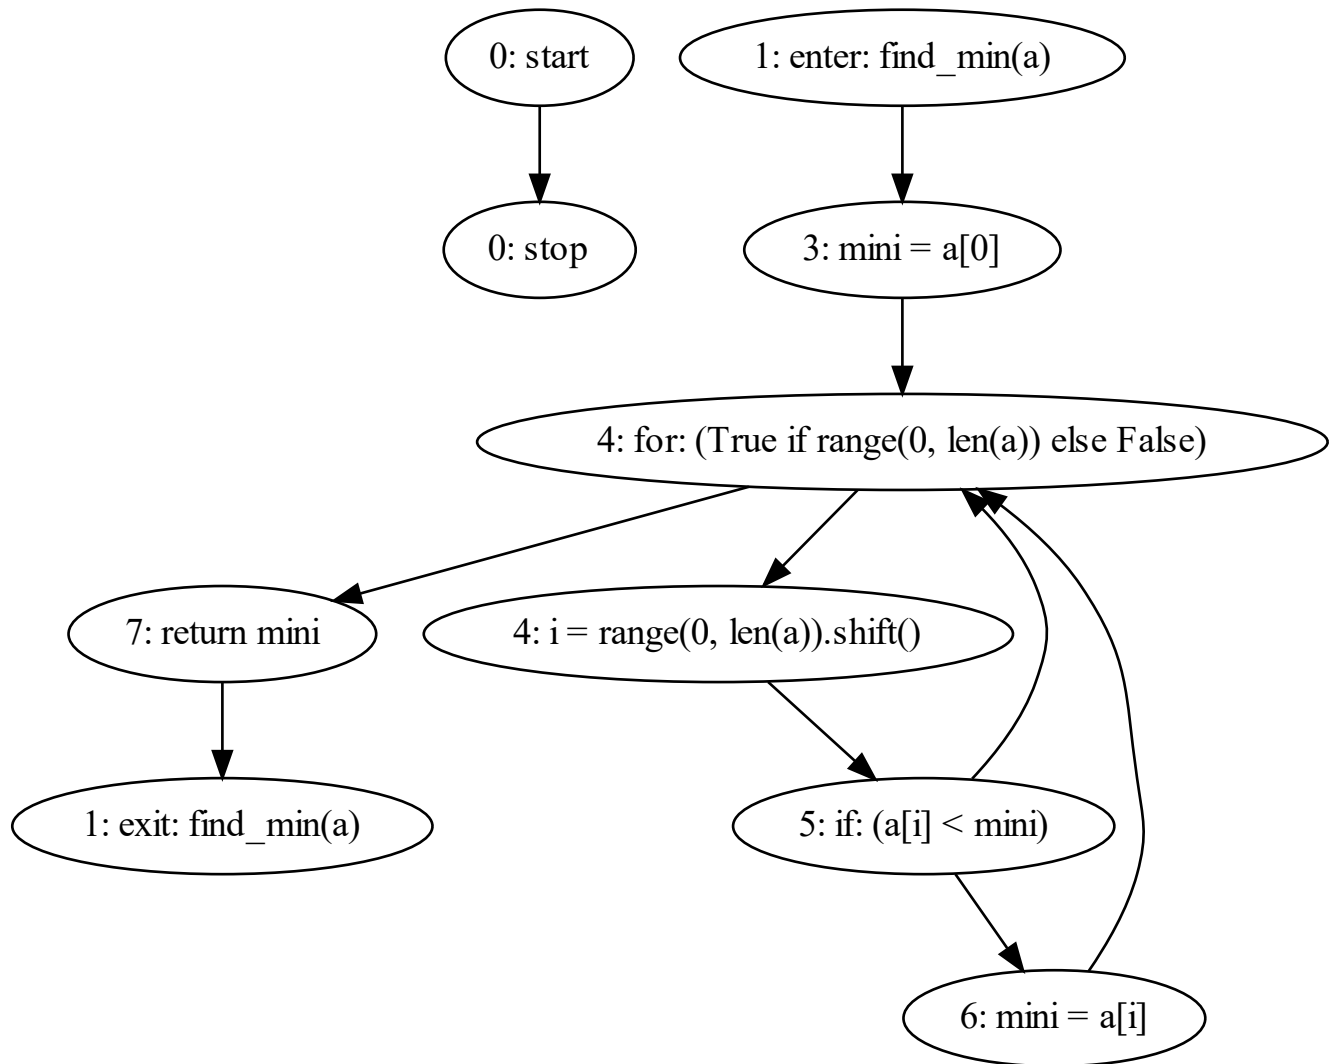 0: start
1: enter: find_min(a)
0: stop
3: mini = a[0]
4: for: (True if range(0, len(a)) else False)
7: return mini
4: i = range(0, len(a)).shift()
1: exit: find_min(a)
5: if: (a[i] < mini)
6: mini = a[i]